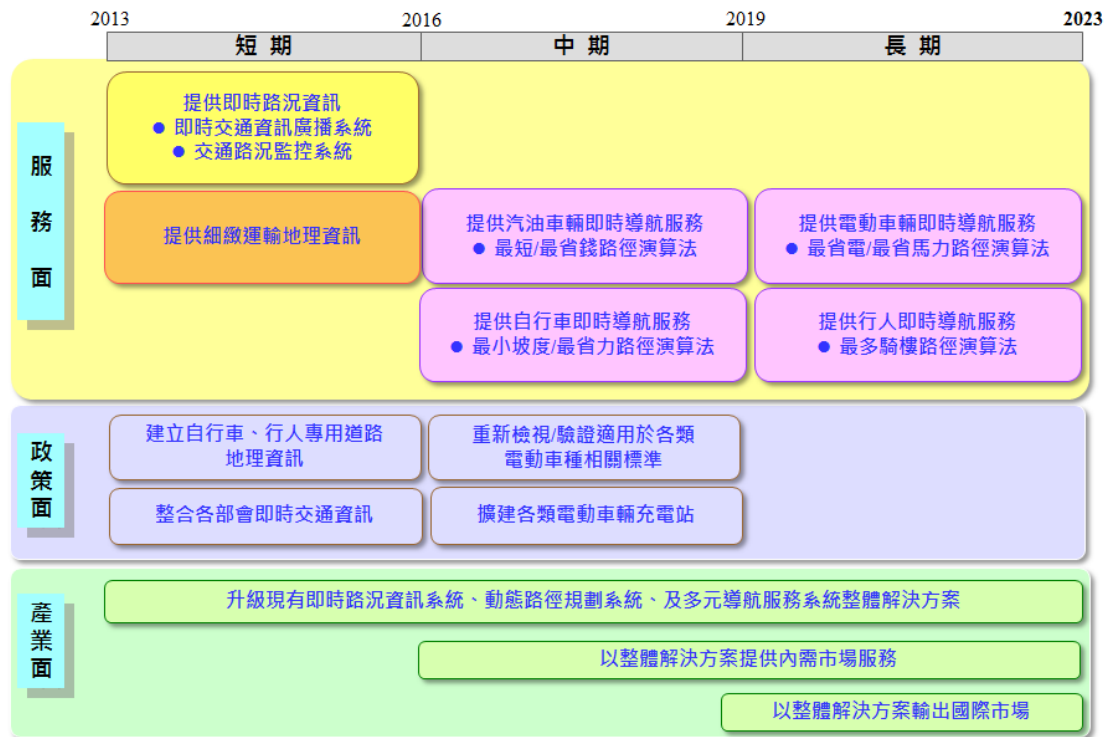 2013
2016
2019
2023
短 期
中 期
長 期
服務面
提供即時路況資訊
● 即時交通資訊廣播系統
● 交通路況監控系統
提供細緻運輸地理資訊
提供汽油車輛即時導航服務
● 最短/最省錢路徑演算法
提供電動車輛即時導航服務
● 最省電/最省馬力路徑演算法
提供自行車即時導航服務
● 最小坡度/最省力路徑演算法
提供行人即時導航服務
● 最多騎樓路徑演算法
政策面
建立自行車、行人專用道路
地理資訊
重新檢視/驗證適用於各類
電動車種相關標準
整合各部會即時交通資訊
擴建各類電動車輛充電站
產業面
升級現有即時路況資訊系統、動態路徑規劃系統、及多元導航服務系統整體解決方案
以整體解決方案提供內需市場服務
以整體解決方案輸出國際市場